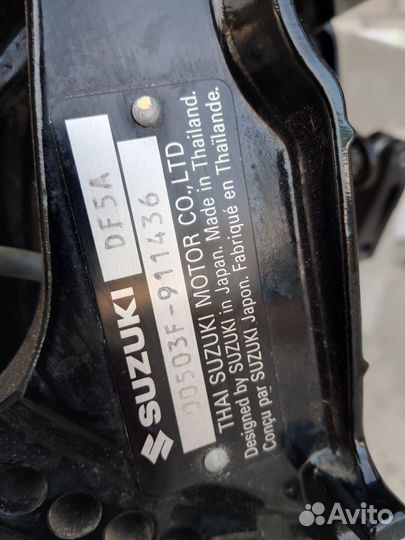 SUZUKI DF5A
00503F-911436
THAI SUZUKI MOTOR CO.,LTD
Designed by SUZUKI in Japan. Made in Thailand.
Conçu par SUZUKI Japon. Fabriqué en Thaïlande.
Avito